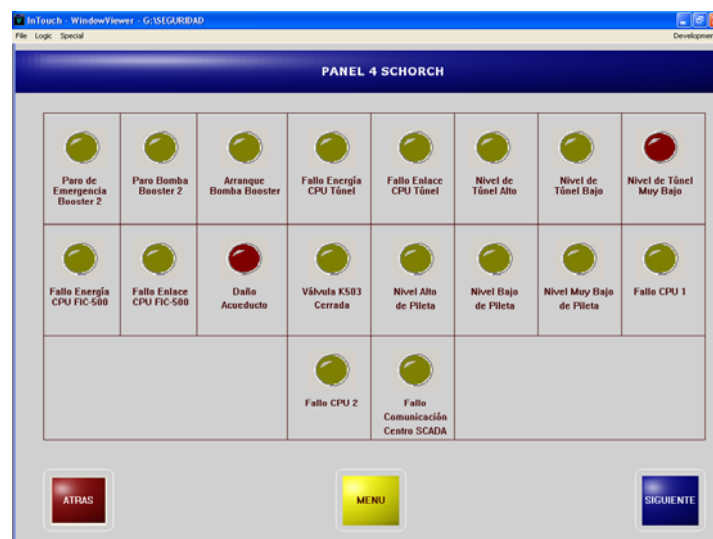 InTouch - WindowViewer - G:\SEGURIDAD
File Logic Special
PANEL 4 SCHORCH
Paro de
Emergencia
Booster 2
Paro Bomba
Booster 2
Arranque
Bomba Booster
Fallo Energía
CPU Túnel
Fallo Enlace
CPU Túnel
Nivel de
Túnel Alto
Nivel de
Túnel Bajo
Nivel de Túnel
Muy Bajo
Fallo Energía
CPU FIC-500
Fallo Enlace
CPU FIC-500
Daño
Acueducto
Válvula K503
Cerrada
Nivel Alto
de Pileta
Nivel Bajo
de Pileta
Nivel Muy Bajo
de Pileta
Fallo CPU 1
Fallo CPU 2
Fallo
Comunicación
Centro SCADA
ATRAS
MENU
SIGUIENTE